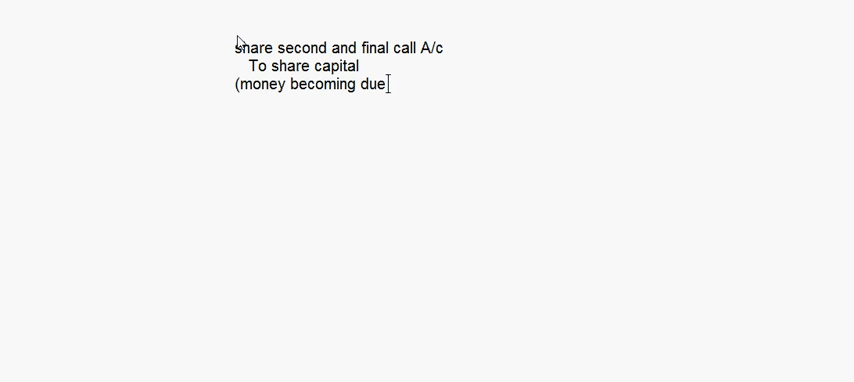 share second and final call A/c
To share capital
(money becoming due